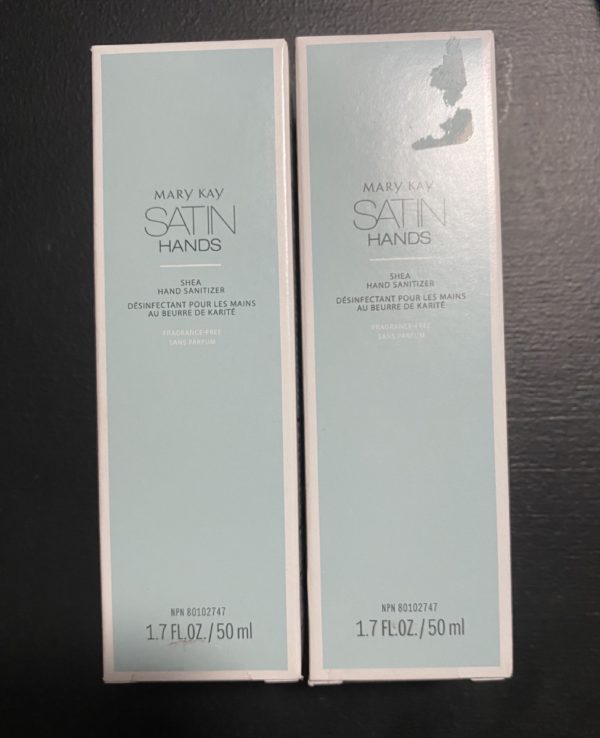 MARY KAY
SATIN
HANDS
SHEA
HAND SANITIZER
DÉSINFECTANT POUR LES MAINS
AU BEURRE DE KARITÉ
FRAGRANCE-FREE
SANS PARFUM
NPN 80102747
1.7 FL.OZ./50 ml
MARY KAY
SATIN
HANDS
SHEA
HAND SANITIZER
DÉSINFECTANT POUR LES MAINS
AU BEURRE DE KARITÉ
FRAGRANCE-FREE
SANS PARFUM
NPN 80102747
1.7 FL.OZ./50 ml